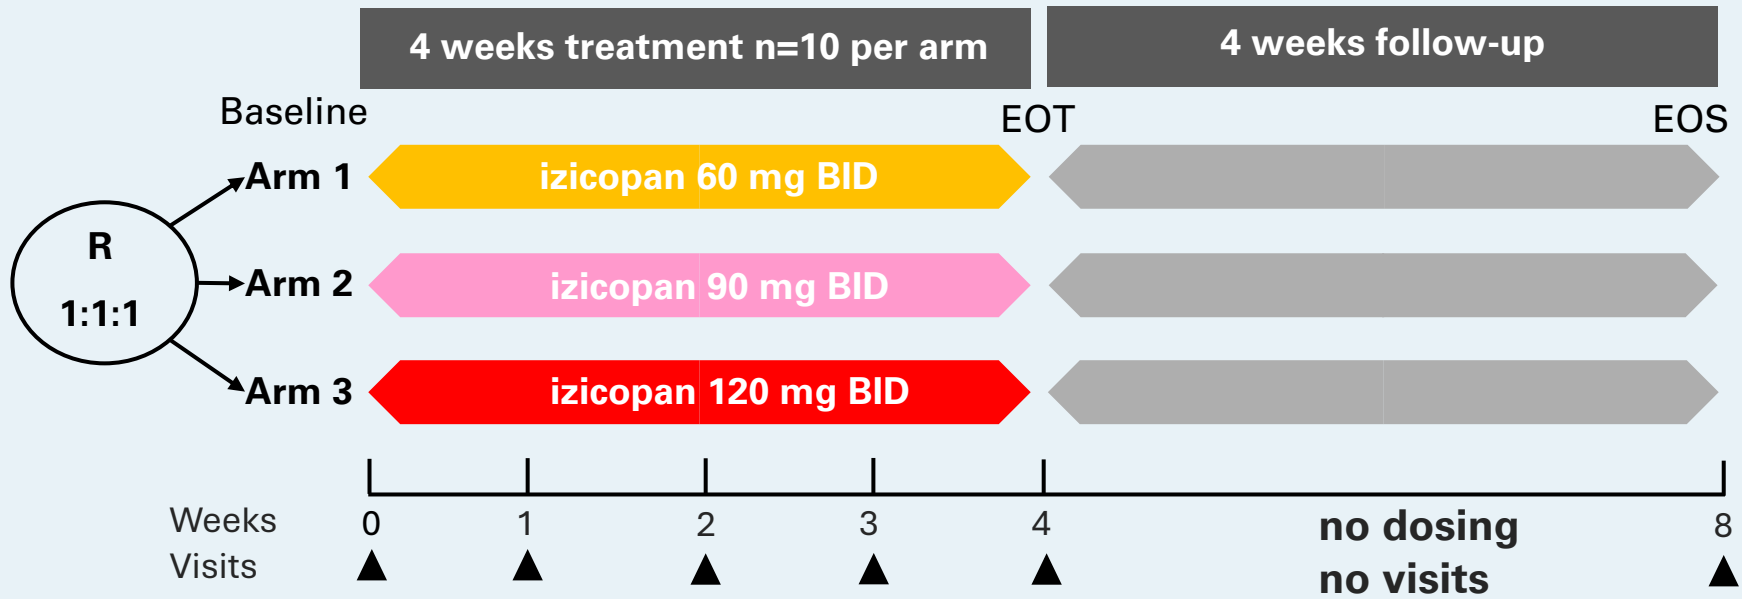 4 weeks treatment n=10 per arm
4 weeks follow-up
Baseline
EOT
EOS
R
1:1:1
Arm 1
izicopan 60 mg BID
Arm 2
izicopan 90 mg BID
Arm 3
izicopan 120 mg BID
Weeks 0 1 2 3 4 no dosing 8
Visits no visits